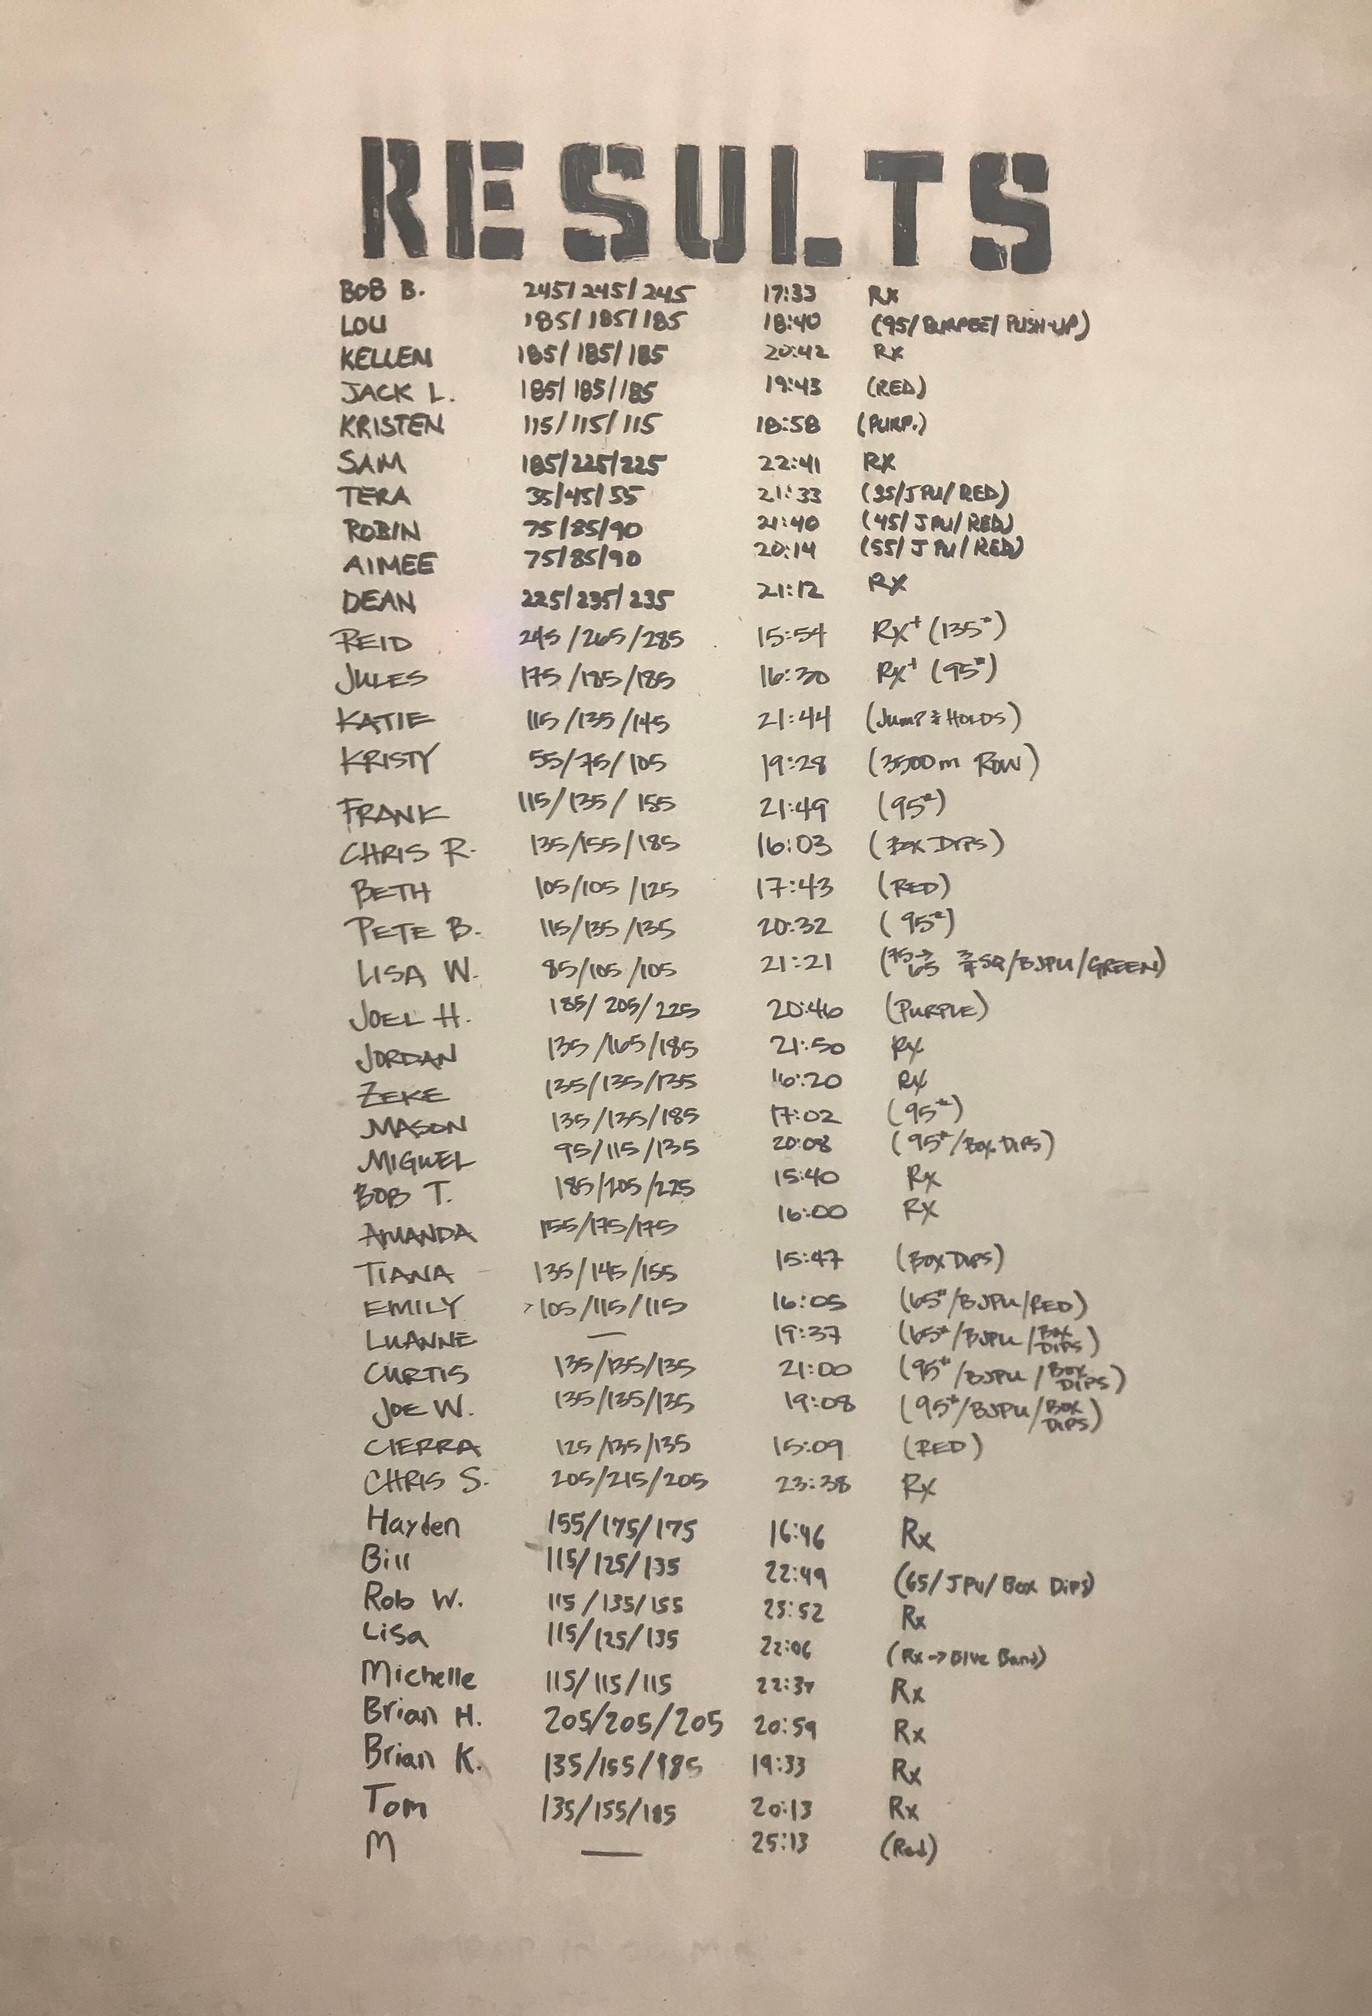 RESULTS
BOB B. 245/245/245 17:33 Rx
LOU 185/185/185 18:40 (95/BURPEE/PUSH-UP)
KELLEN 185/185/185 20:42 Rx
JACK L. 185/185/185 19:43 (RED)
KRISTEN 115/115/115 18:58 (PURP.)
SAM 185/225/225 22:41 RX
TERA 35/45/55 21:33 (35/JPU/RED)
ROBIN 75/85/90 21:40 (45/JPU/RED)
AIMEE 75/85/90 20:14 (55/JPU/RED)
DEAN 225/235/235 21:12 RX
REID 245/265/285 15:54 Rx+ (135#)
JULES 175/185/185 16:30 Rx+ (95#)
KATIE 115/135/145 21:44 (Jump & HOLDS)
KRISTY 55/75/105 19:28 (3500m Row)
FRANK 115/135/155 21:49 (95#)
CHRIS R. 135/155/185 16:03 (BOX DIPS)
BETH 105/105/125 17:43 (RED)
PETE B. 115/135/135 20:32 (95#)
LISA W. 85/105/105 21:21 (75→65 SQ/BJPU/GREEN)
JOEL H. 185/205/225 20:46 (PURPLE)
JORDAN 135/165/185 21:50 RX
ZEKE 135/135/135 16:20 RX
MASON 135/135/185 17:02 (95#)
MIGUEL 95/115/135 20:08 (95#/BOX DIPS)
BOB T. 185/205/225 15:40 RX
AMANDA 155/175/175 16:00 RX
TIANA 135/145/155 15:47 (BOX DIPS)
EMILY 105/115/115 16:05 (65#/BJPU/RED)
LUANNE — 19:37 (65#/BJPU/BOX DIPS)
CURTIS 135/135/135 21:00 (95#/BJPU/BOX DIPS)
JOE W. 135/135/135 19:08 (95#/BJPU/BOX DIPS)
CIERRA 125/135/135 15:09 (RED)
CHRIS S. 205/215/205 23:38 RX
Hayden 155/175/175 16:46 Rx
Bill 115/125/135 22:49 (65/JPU/Box Dips)
Rob W. 115/135/155 23:52 Rx
Lisa 115/125/135 22:06 (Rx→Blue Band)
Michelle 115/115/115 22:37 Rx
Brian H. 205/205/205 20:59 Rx
Brian K. 135/155/185 19:33 Rx
Tom 135/155/185 20:13 Rx
M — 25:13 (Red)